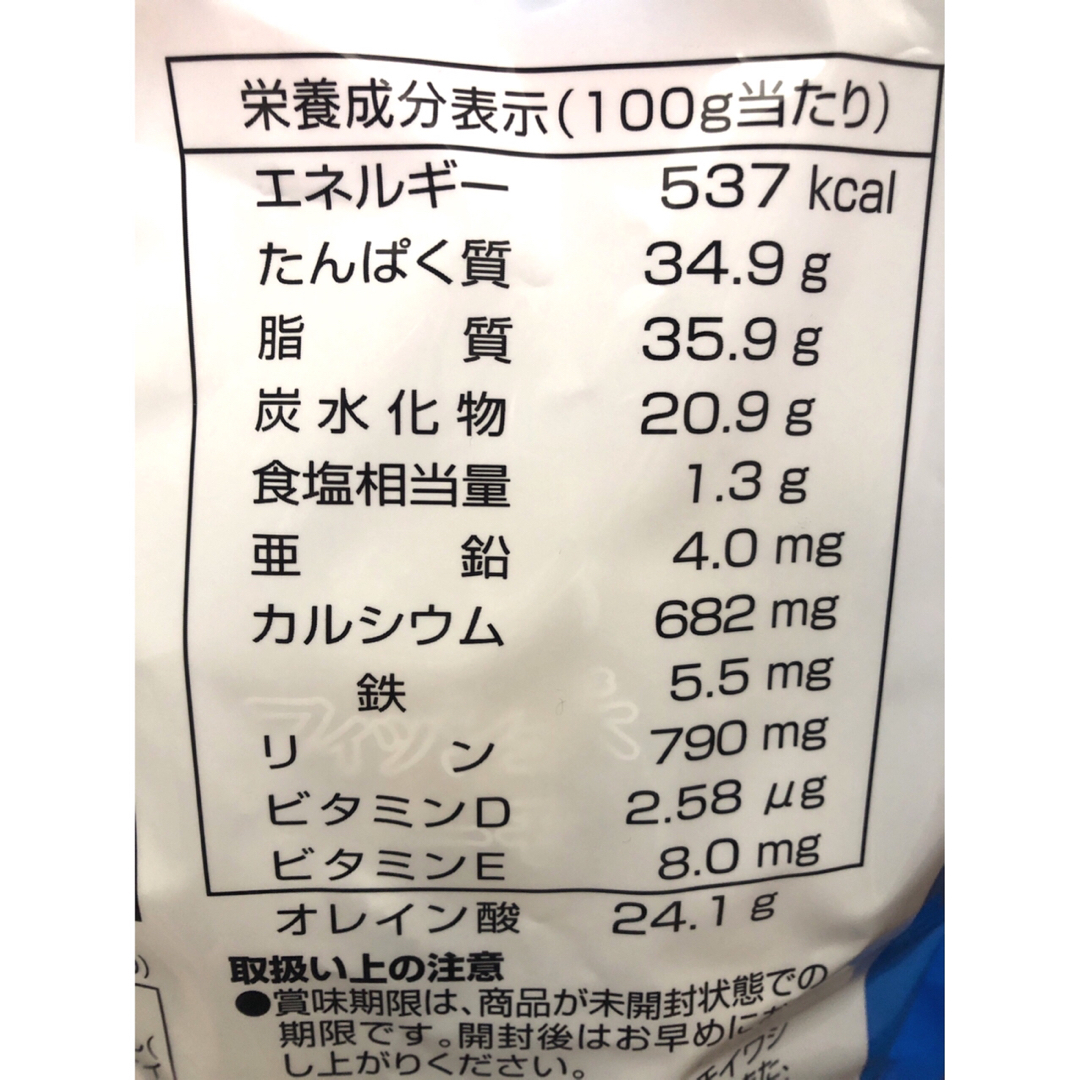 栄養成分表示(100g当たり)
エネルギー 537 kcal
たんぱく質 34.9 g
脂質 35.9 g
炭水化物 20.9 g
食塩相当量 1.3 g
亜鉛 4.0 mg
カルシウム 682 mg
鉄 5.5 mg
リン 790 mg
ビタミンD 2.58 μg
ビタミンE 8.0 mg
オレイン酸 24.1 g
取扱い上の注意
●賞味期限は、商品が未開封状態での
期限です。開封後はお早めに
し上がりください。
イワシ